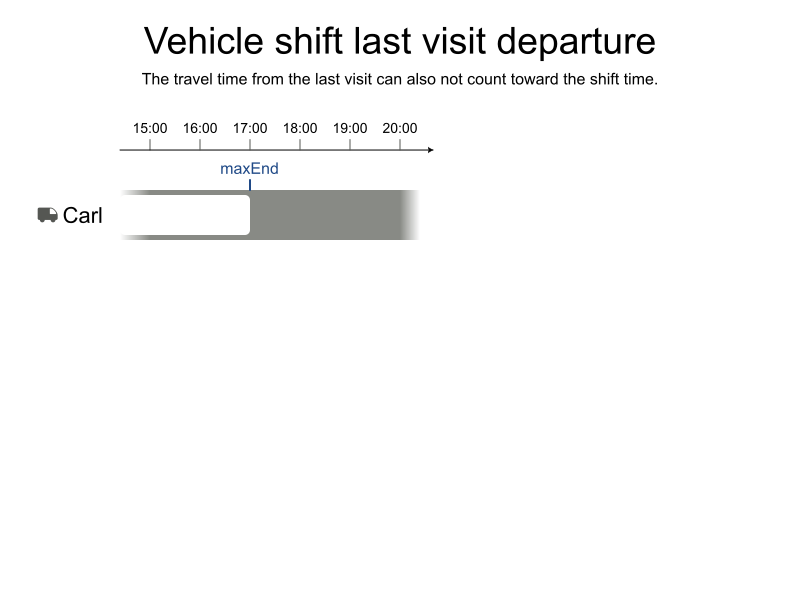 Vehicle shift last visit departure
The travel time from the last visit can also not count toward the shift time.
15:00 16:00 17:00 18:00 19:00 20:00
maxEnd
Carl